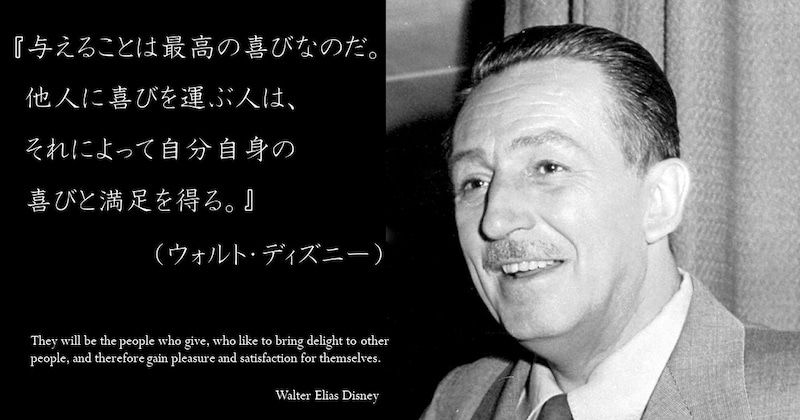 『与えることは最高の喜びなのだ。
他人に喜びを運ぶ人は、
それによって自分自身の
喜びと満足を得る。』
(ウォルト・ディズニー)
They will be the people who give, who like to bring delight to other
people, and therefore gain pleasure and satisfaction for themselves.
Walter Elias Disney